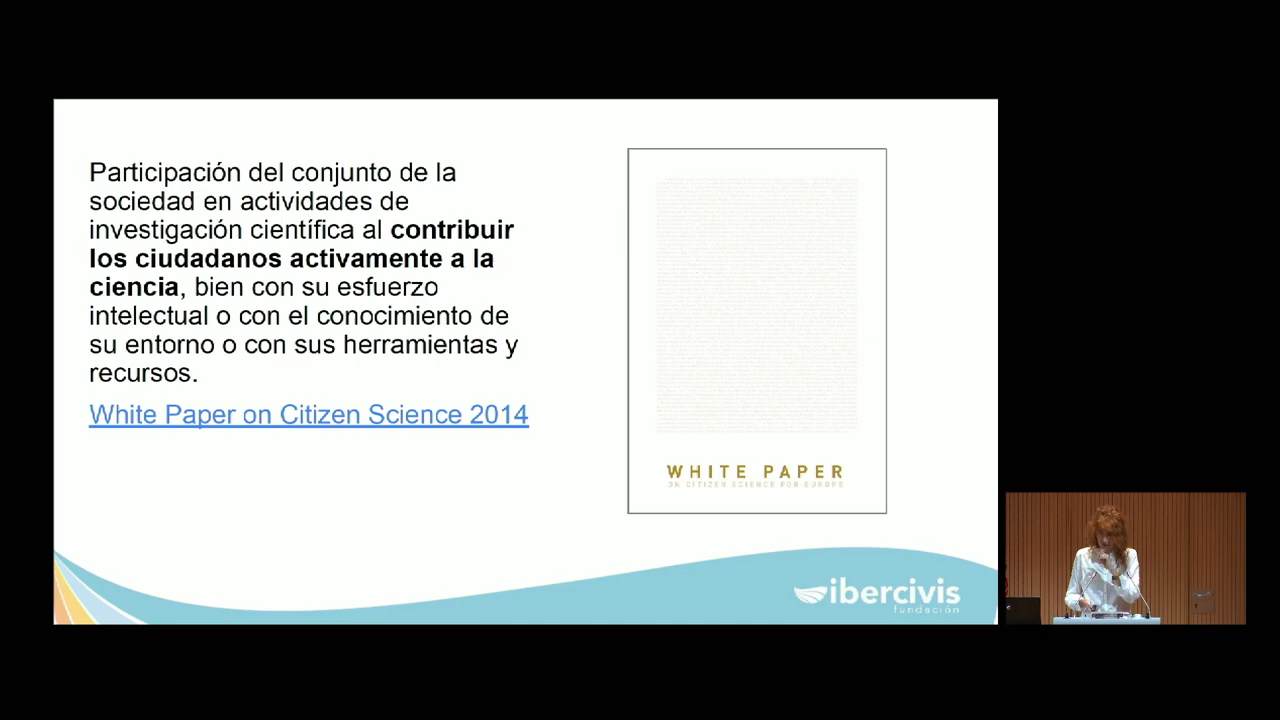 Participación del conjunto de la
sociedad en actividades de
investigación científica al contribuir
los ciudadanos activamente a la
ciencia, bien con su esfuerzo
intelectual o con el conocimiento de
su entorno o con sus herramientas y
recursos.
White Paper on Citizen Science 2014
WHITE PAPER
ON CITIZEN SCIENCE FOR EUROPE
ibercivis
fundación